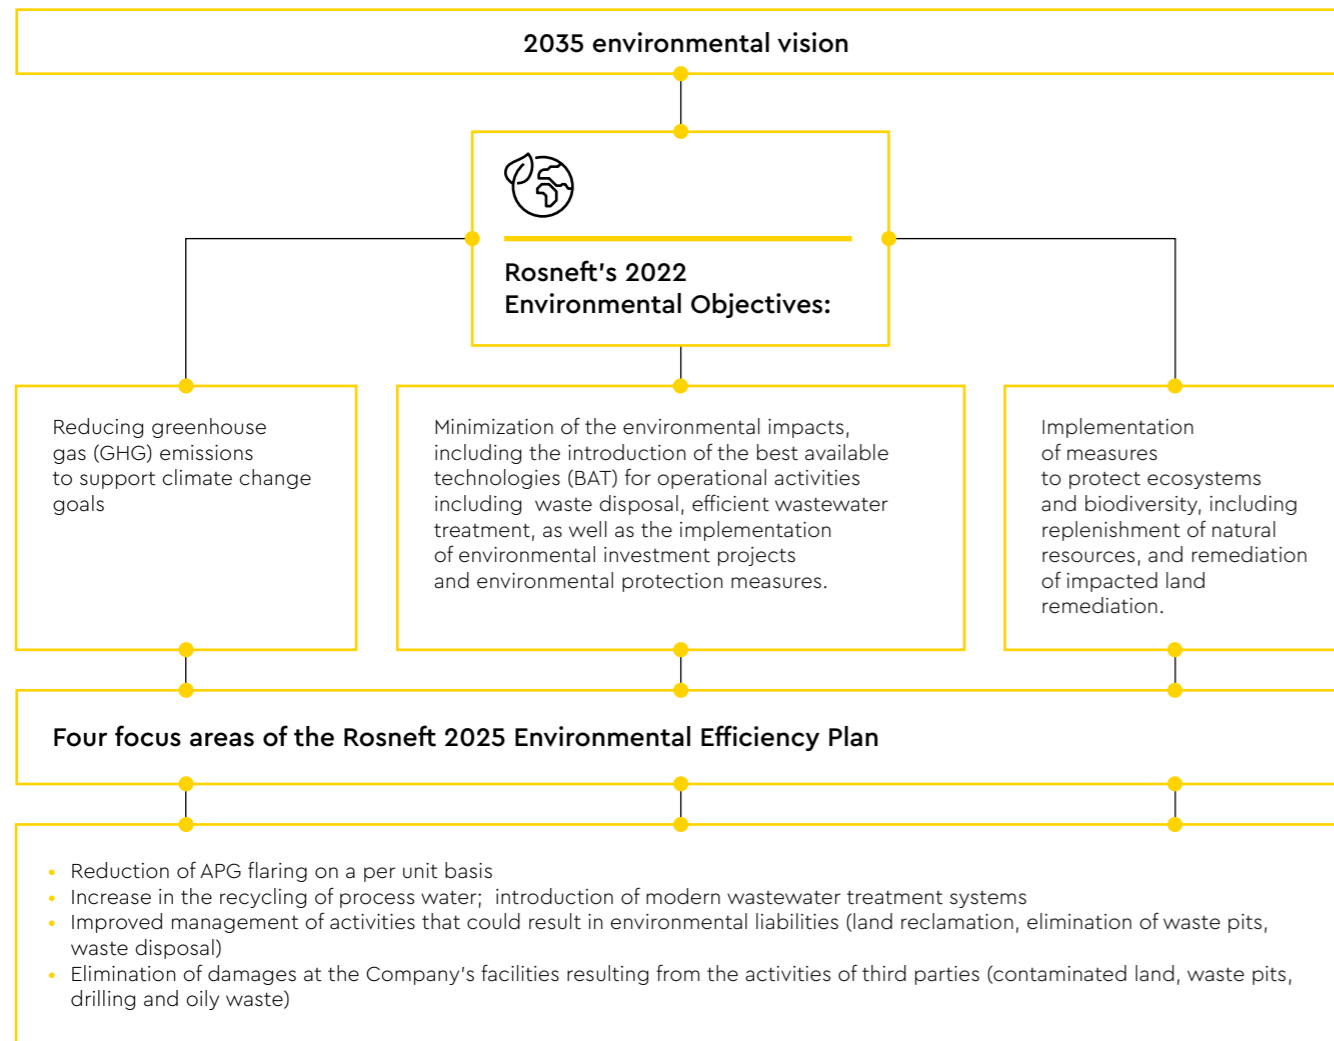 2035 environmental vision
Rosneft's 2022
Environmental Objectives:
Reducing greenhouse
gas (GHG) emissions
to support climate change
goals
Minimization of the environmental impacts,
including the introduction of the best available
technologies (BAT) for operational activities
including waste disposal, efficient wastewater
treatment, as well as the implementation
of environmental investment projects
and environmental protection measures.
Implementation
of measures
to protect ecosystems
and biodiversity, including
replenishment of natural
resources, and remediation
of impacted land
remediation.
Four focus areas of the Rosneft 2025 Environmental Efficiency Plan
• Reduction of APG flaring on a per unit basis
• Increase in the recycling of process water; introduction of modern wastewater treatment systems
• Improved management of activities that could result in environmental liabilities (land reclamation, elimination of waste pits,
waste disposal)
• Elimination of damages at the Company's facilities resulting from the activities of third parties (contaminated land, waste pits,
drilling and oily waste)